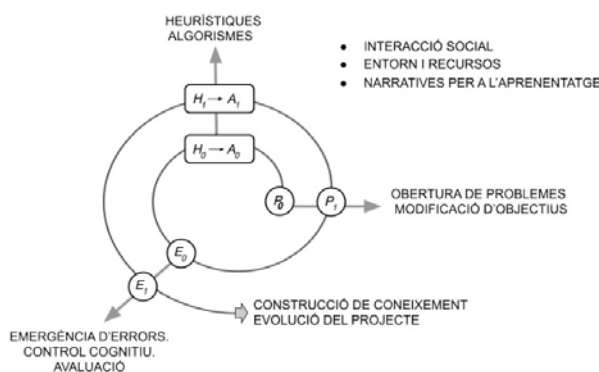 HEURÍSTIQUES
ALGORISMES
● INTERACCIÓ SOCIAL
● ENTORN I RECURSOS
● NARRATIVES PER A L'APRENENTATGE
H₁ → A₁
H₀ → A₀
P₀
P₁
OBERTURA DE PROBLEMES
MODIFICACIÓ D'OBJECTIUS
E₀
E₁
CONSTRUCCIÓ DE CONEIXEMENT
EVOLUCIÓ DEL PROJECTE
EMERGÈNCIA D'ERRORS.
CONTROL COGNITIU.
AVALUACIÓ